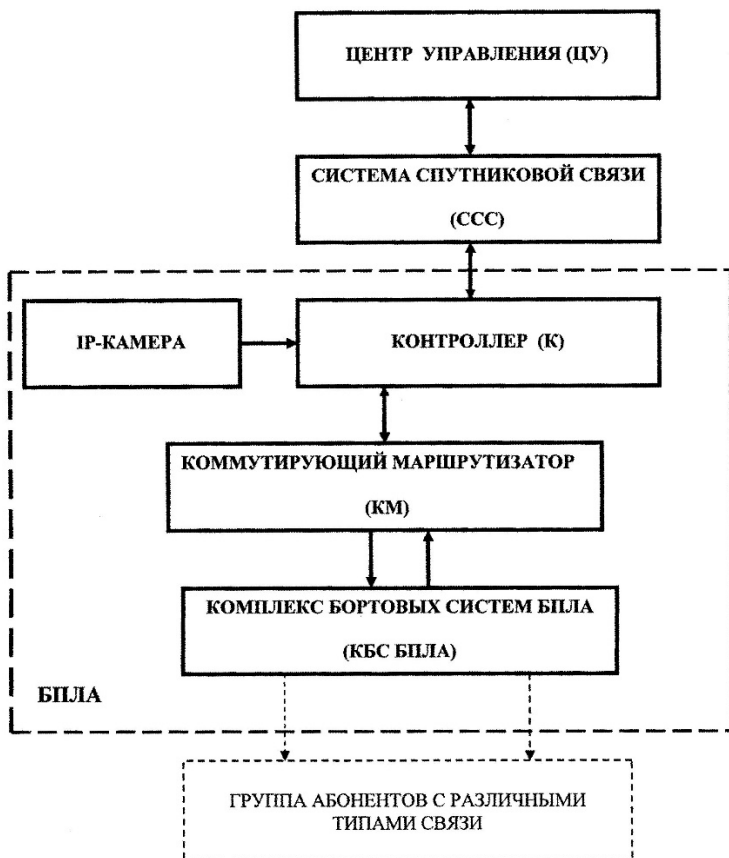 ЦЕНТР УПРАВЛЕНИЯ (ЦУ)
СИСТЕМА СПУТНИКОВОЙ СВЯЗИ
(ССС)
IP-КАМЕРА
КОНТРОЛЛЕР (К)
КОММУТИРУЮЩИЙ МАРШРУТИЗАТОР
(КМ)
КОМПЛЕКС БОРТОВЫХ СИСТЕМ БПЛА
(КБС БПЛА)
БПЛА
ГРУППА АБОНЕНТОВ С РАЗЛИЧНЫМИ
ТИПАМИ СВЯЗИ